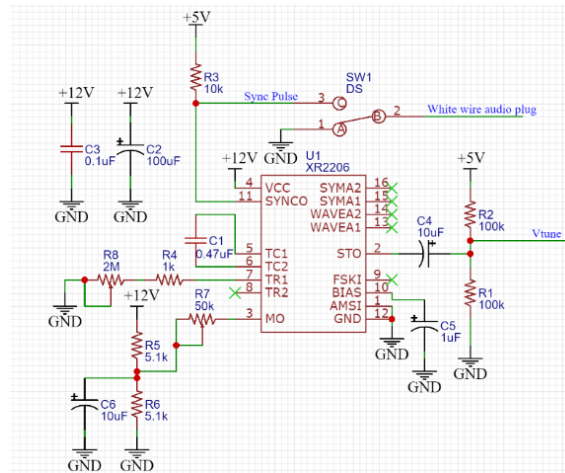 +5V
R3
10k
SW1
DS
Sync Pulse
3
C
1
A
B
2
White wire audio plug
GND
+12V
+12V
C3
0.1uF
C2
100uF
GND
GND
+12V
U1
XR2206
4
VCC
11
SYNCO
5
TC1
6
TC2
7
TR1
8
TR2
3
MO
SYMA2
16
SYMA1
15
WAVEA2
14
WAVEA1
13
STO
2
FSKI
9
BIAS
10
AMSI
1
GND
12
C1
0.47uF
R8
2M
R4
1k
GND
+12V
R7
50k
R5
5.1k
C6
10uF
R6
5.1k
GND
GND
C4
10uF
+5V
R2
100k
Vtune
R1
100k
GND
C5
1uF
GND
GND